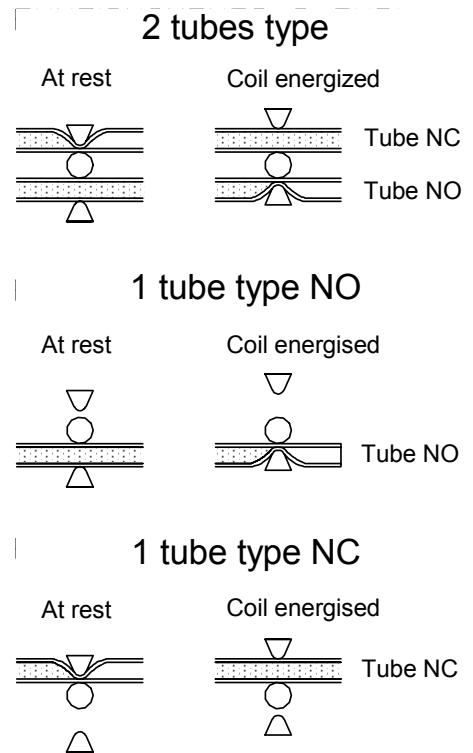 2 tubes type
At rest Coil energized
Tube NC
Tube NO
1 tube type NO
At rest Coil energised
Tube NO
1 tube type NC
At rest Coil energised
Tube NC